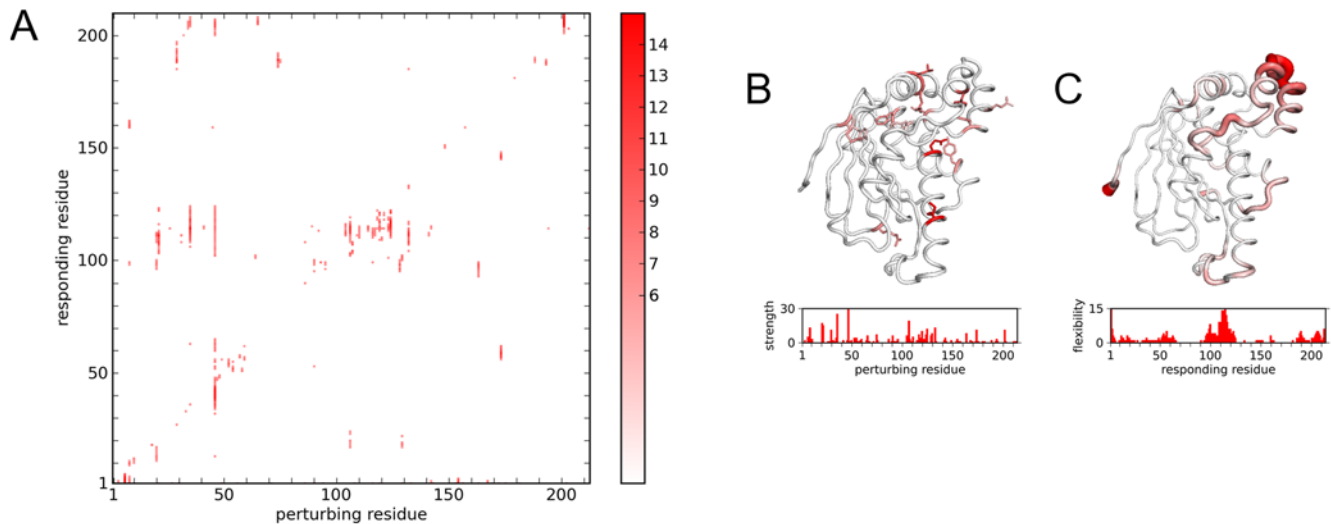 A
200
150
100
50
1
responding residue
1 50 100 150 200
perturbing residue
14
13
12
11
10
9
8
7
6
B
30
0
strength
1 50 100 150 200
perturbing residue
C
15
0
flexibility
1 50 100 150 200
responding residue